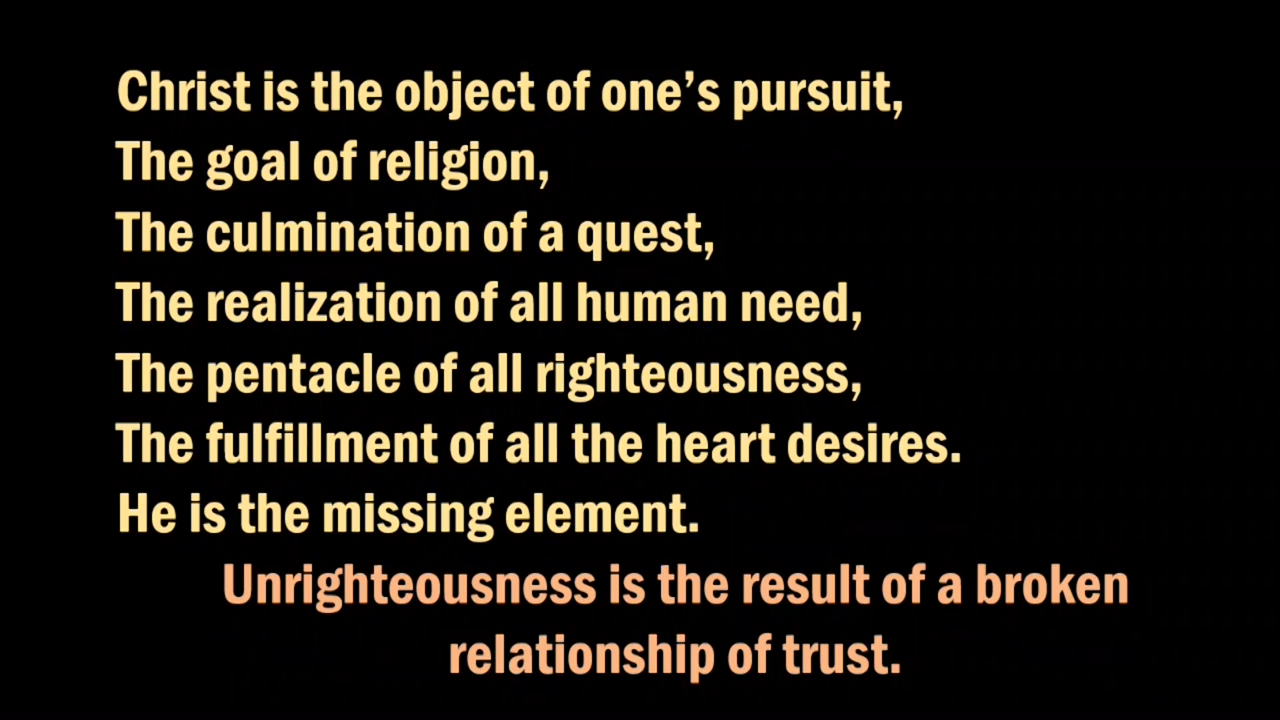 Christ is the object of one’s pursuit,
The goal of religion,
The culmination of a quest,
The realization of all human need,
The pentacle of all righteousness,
The fulfillment of all the heart desires.
He is the missing element.
Unrighteousness is the result of a broken
relationship of trust.